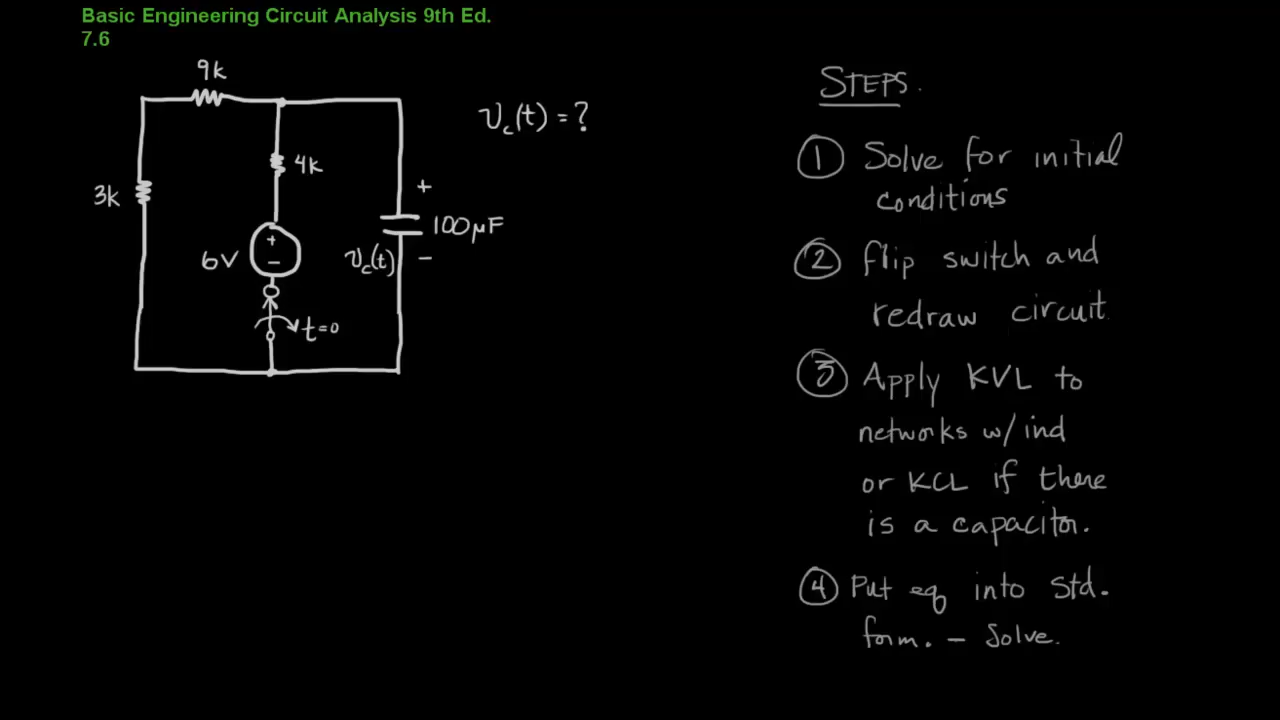 Basic Engineering Circuit Analysis 9th Ed.
7.6
9k
3k
4k
6V
+
−
t=0
+
100μF
v_c(t)
−
v_c(t) = ?
STEPS.
① Solve for initial
conditions
② flip switch and
redraw circuit
③ Apply KVL to
networks w/ ind
or KCL if there
is a capacitor.
④ Put eq into Std.
form. – Solve.